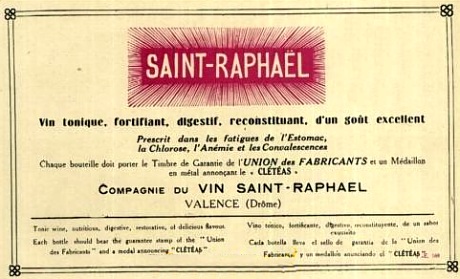 SAINT-RAPHAËL
Vin tonique, fortifiant, digestif, reconstituant, d'un goût excellent
Prescrit dans les fatigues de l'Estomac,
la Chlorose, l'Anémie et les Convalescences
Chaque bouteille doit porter le Timbre de Garantie de l'UNION des FABRICANTS et un Médaillon
en métal annonçant le « CLÉTÉAS »
COMPAGNIE DU VIN SAINT-RAPHAEL
VALENCE (Drôme)
Tonic wine, nutritious, digestive, restorative, of delicious flavour.
Each bottle should bear the guarantee stamp of the "Union
des Fabricants" and a medal announcing "CLÉTÉAS"
Vino tónico, fortificante, digestivo, reconstituyente, de un sabor
exquisito
Cada botella lleva el sello de garantia de la "Union des
Fabricants" y un medallón anunciando el "CLÉTÉAS"